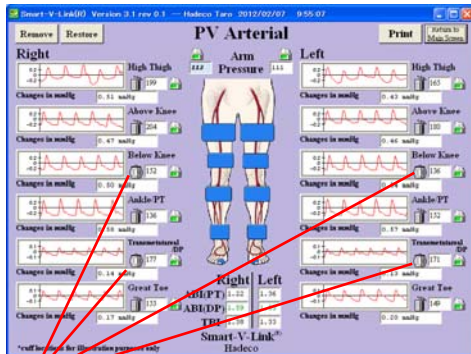 Smart-V-Link(R) Version 3.1 rev 0.1 --- Hadeco Taro 2012/02/07 9:55:07
Remove Restore PV Arterial Print Return to Main Screen
Right Arm Pressure 111 Left
High Thigh
199
Changes in mmHg 0.51 mmHg
Above Knee
204
Changes in mmHg 0.47 mmHg
Below Knee
152
Changes in mmHg 0.50 mmHg
Ankle/PT
136
Changes in mmHg mmHg
Transmetatarsal /DP
177
Changes in mmHg 0.14 mmHg
Great Toe
133
Changes in mmHg 0.17 mmHg
High Thigh
165
Changes in mmHg 0.43 mmHg
Above Knee
180
Changes in mmHg 0.46 mmHg
Below Knee
136
Changes in mmHg mmHg
Ankle/PT
152
Changes in mmHg 0.57 mmHg
Transmetatarsal /DP
171
Changes in mmHg mmHg
Great Toe
149
Changes in mmHg 0.20 mmHg
Right Left
ABI(PT) 1.22 1.36
ABI(DP)
TBI 1.33
Smart-V-Link®
Hadeco
*cuff locations for illustration purposes only